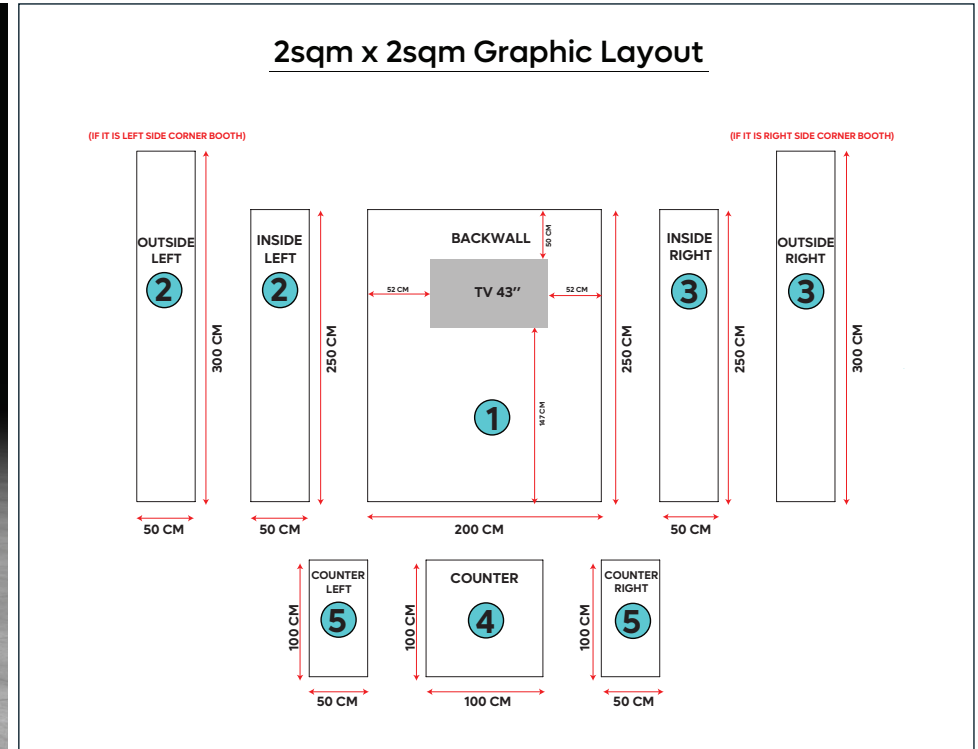 2sqm x 2sqm Graphic Layout
(IF IT IS LEFT SIDE CORNER BOOTH)
(IF IT IS RIGHT SIDE CORNER BOOTH)
OUTSIDE
LEFT
2
300 CM
50 CM
INSIDE
LEFT
2
250 CM
50 CM
BACKWALL
50 CM
52 CM
TV 43’’
52 CM
1
147CM
250 CM
200 CM
INSIDE
RIGHT
3
250 CM
50 CM
OUTSIDE
RIGHT
3
300 CM
COUNTER
LEFT
5
100 CM
50 CM
COUNTER
4
100 CM
100 CM
COUNTER
RIGHT
5
100 CM
50 CM